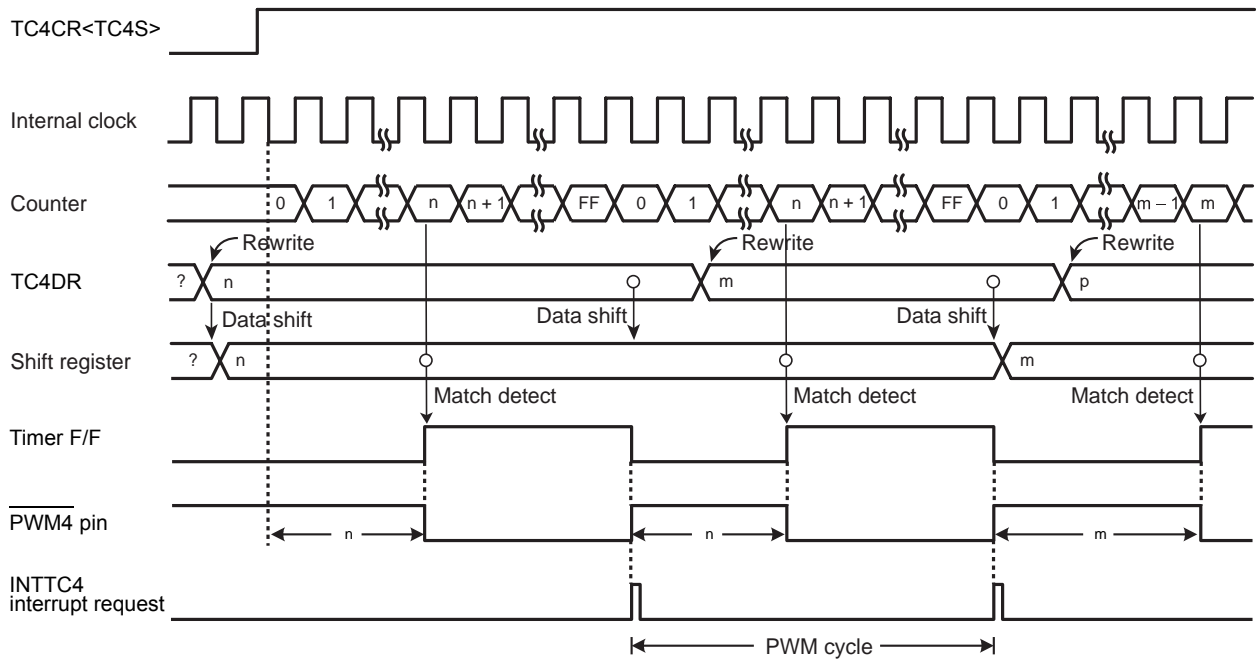 TC4CR<TC4S>
Internal clock
Counter
0 1 n n + 1 FF 0 1 n n + 1 FF 0 1 m – 1 m
Rewrite Rewrite Rewrite
TC4DR
? n m p
Data shift Data shift Data shift
Shift register
? n m
Match detect Match detect Match detect
Timer F/F
PWM4 pin
n n m
INTTC4
interrupt request
PWM cycle